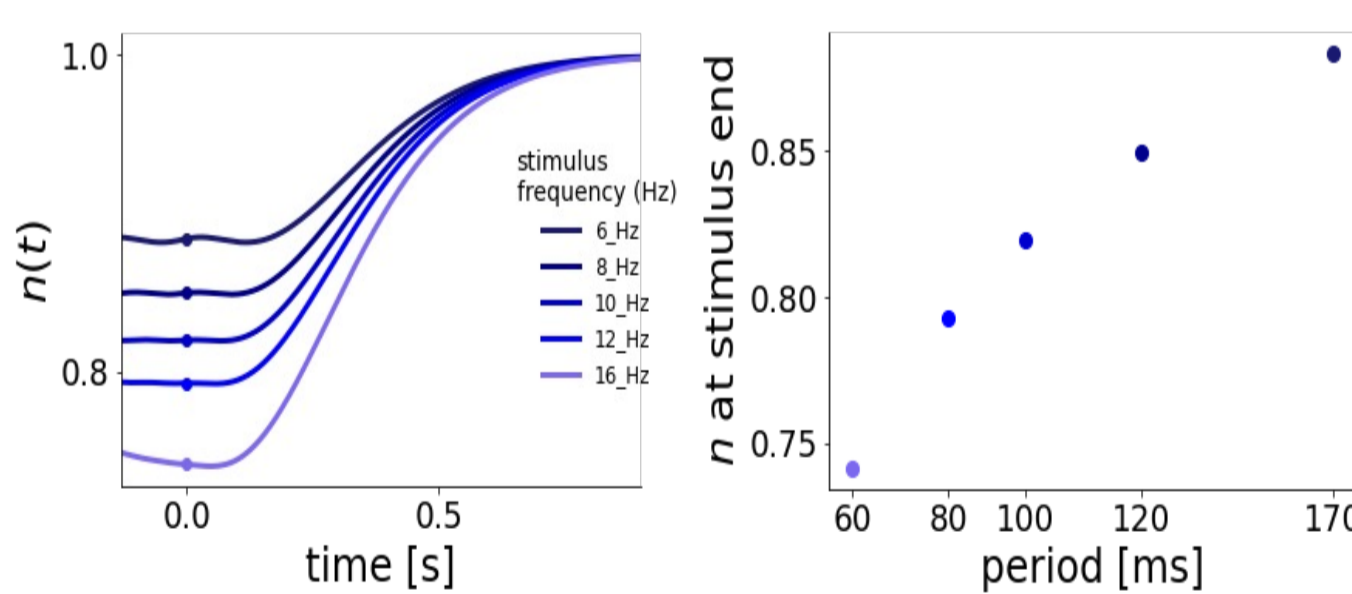 1.0
0.8
n(t)
0.0
0.5
time [s]
stimulus
frequency (Hz)
6_Hz
8_Hz
10_Hz
12_Hz
16_Hz
n at stimulus end
0.85
0.80
0.75
60
80
100
120
170
period [ms]